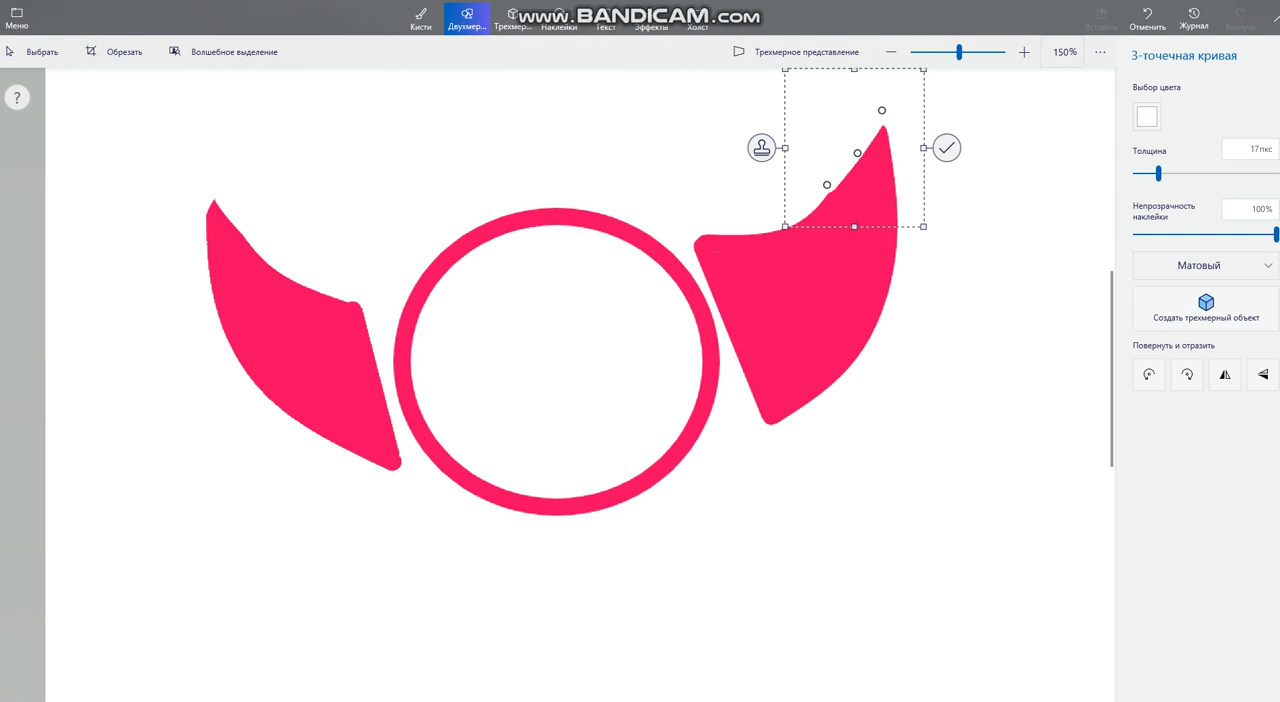 www.BANDICAM.com
Меню
Кисти
Двухмер...
Трехмер...
Наклейки
Текст
Эффекты
Холст
Вставить
Отменить
Журнал
Вернуть
Выбрать
Обрезать
Волшебное выделение
Трехмерное представление
150%
...
?
3-точечная кривая
Выбор цвета
Толщина
17пкс
Непрозрачность
наклейки
100%
Матовый
Создать трехмерный объект
Повернуть и отразить